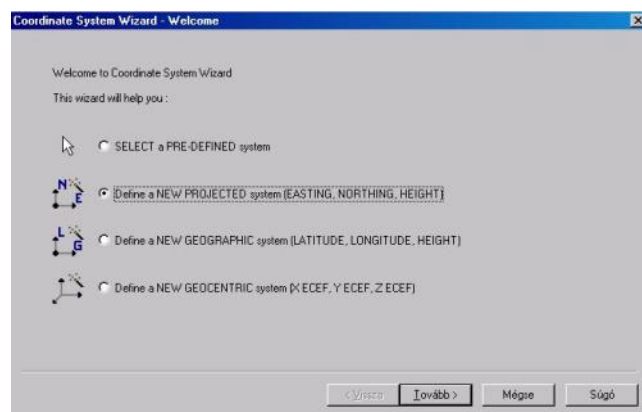 Coordinate System Wizard - Welcome
Welcome to Coordinate System Wizard
This wizard will help you :
SELECT a PRE-DEFINED system
N
E
Define a NEW PROJECTED system (EASTING, NORTHING, HEIGHT)
L
G
Define a NEW GEOGRAPHIC system (LATITUDE, LONGITUDE, HEIGHT)
Define a NEW GEOCENTRIC system (X ECEF, Y ECEF, Z ECEF)
< Vissza Tovább > Mégse Súgó